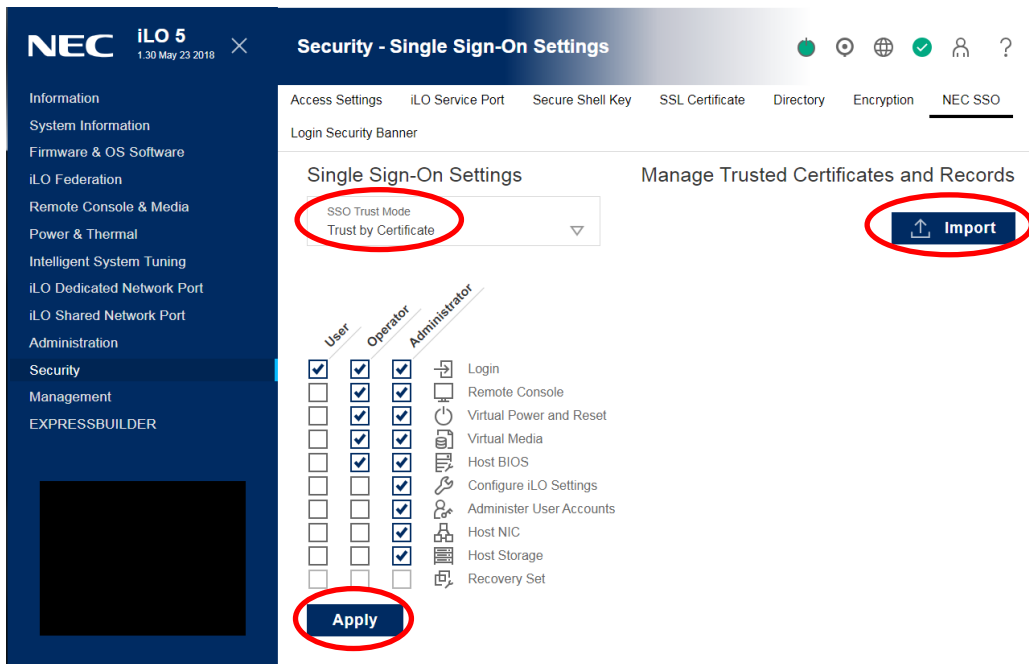 NEC
iLO 5
1.30 May 23 2018
Security - Single Sign-On Settings
?
Information
System Information
Firmware & OS Software
iLO Federation
Remote Console & Media
Power & Thermal
Intelligent System Tuning
iLO Dedicated Network Port
iLO Shared Network Port
Administration
Security
Management
EXPRESSBUILDER
Access Settings iLO Service Port Secure Shell Key SSL Certificate Directory Encryption NEC SSO
Login Security Banner
Single Sign-On Settings
SSO Trust Mode
Trust by Certificate
Manage Trusted Certificates and Records
Import
User Operator Administrator
Login
Remote Console
Virtual Power and Reset
Virtual Media
Host BIOS
Configure iLO Settings
Administer User Accounts
Host NIC
Host Storage
Recovery Set
Apply